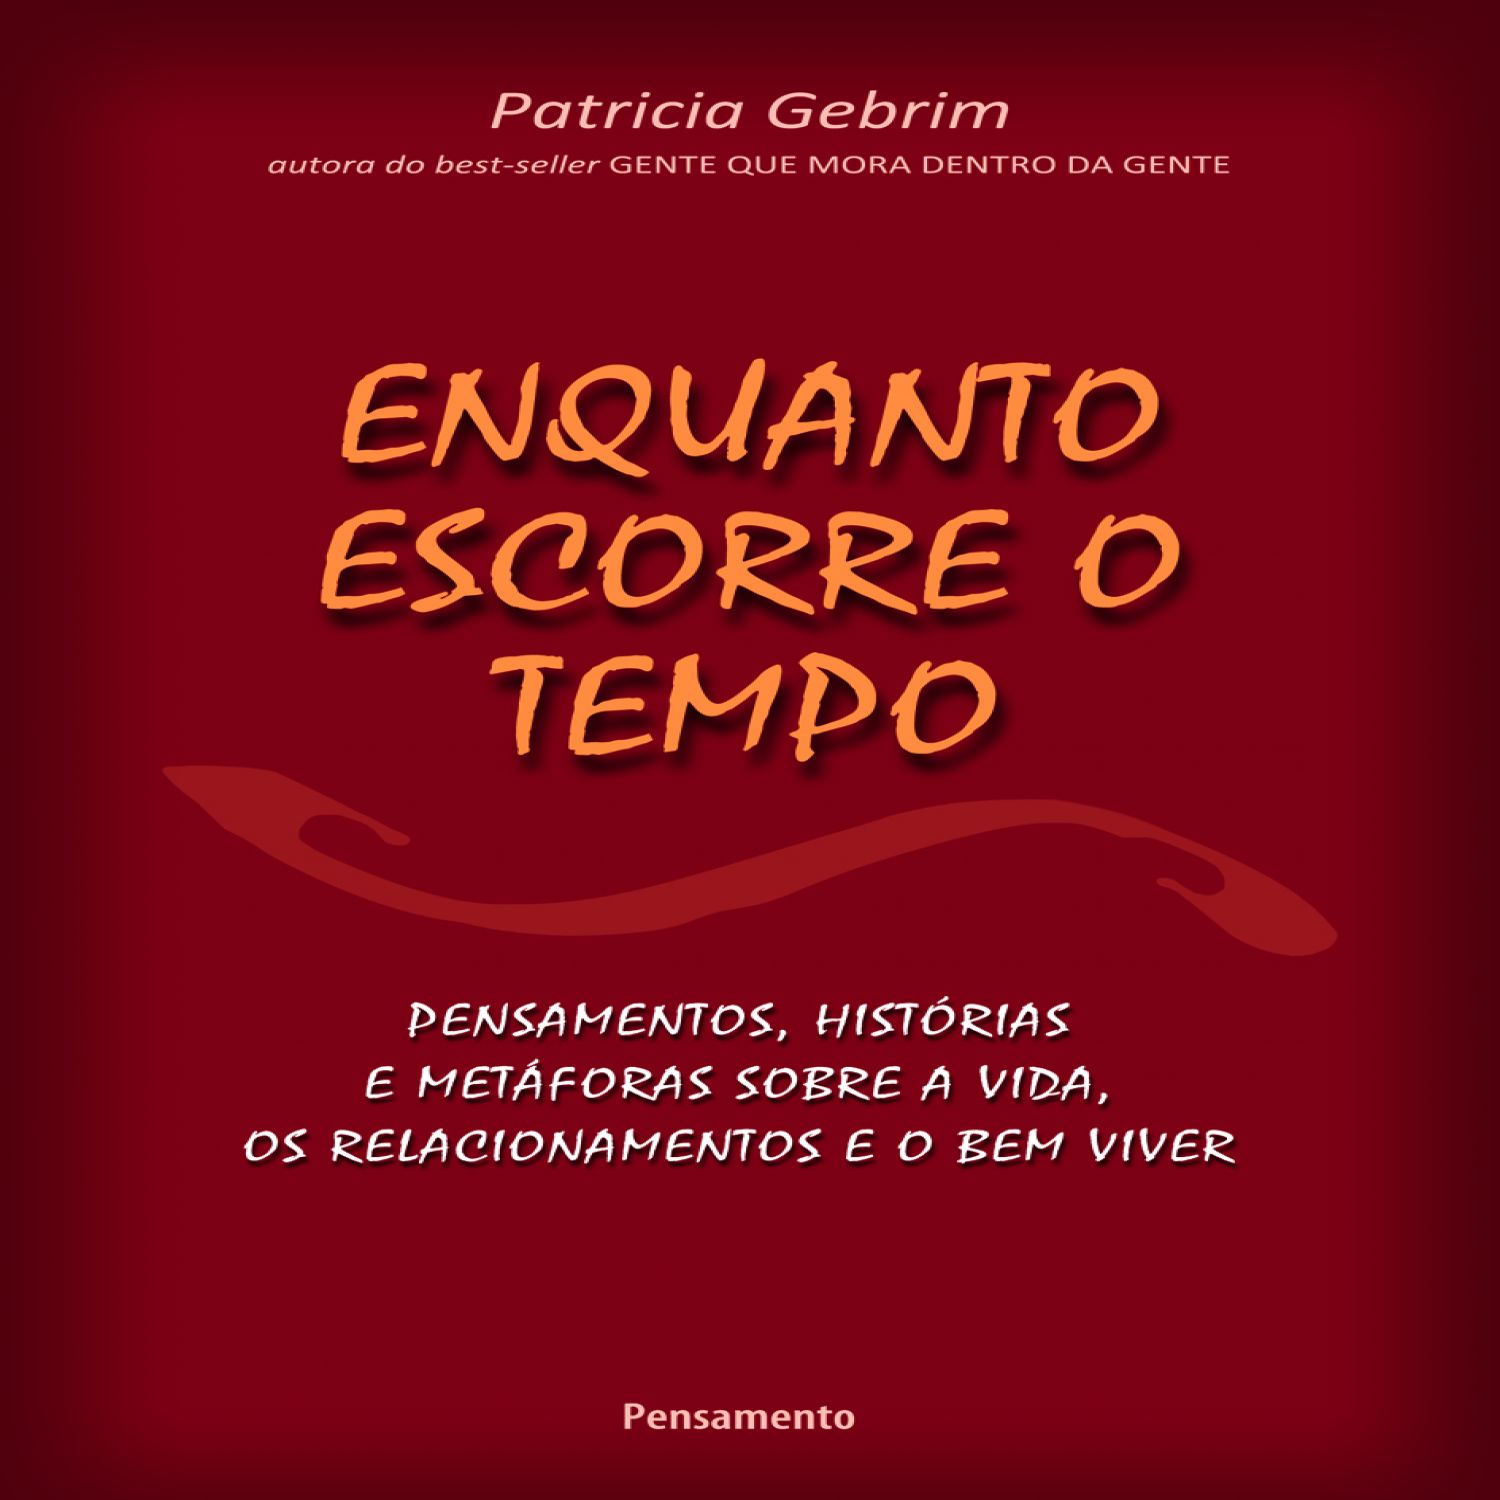 Patricia Gebrim
autora do best-seller GENTE QUE MORA DENTRO DA GENTE
ENQUANTO
ESCORRE O
TEMPO
PENSAMENTOS, HISTÓRIAS
E METÁFORAS SOBRE A VIDA,
OS RELACIONAMENTOS E O BEM VIVER
Pensamento